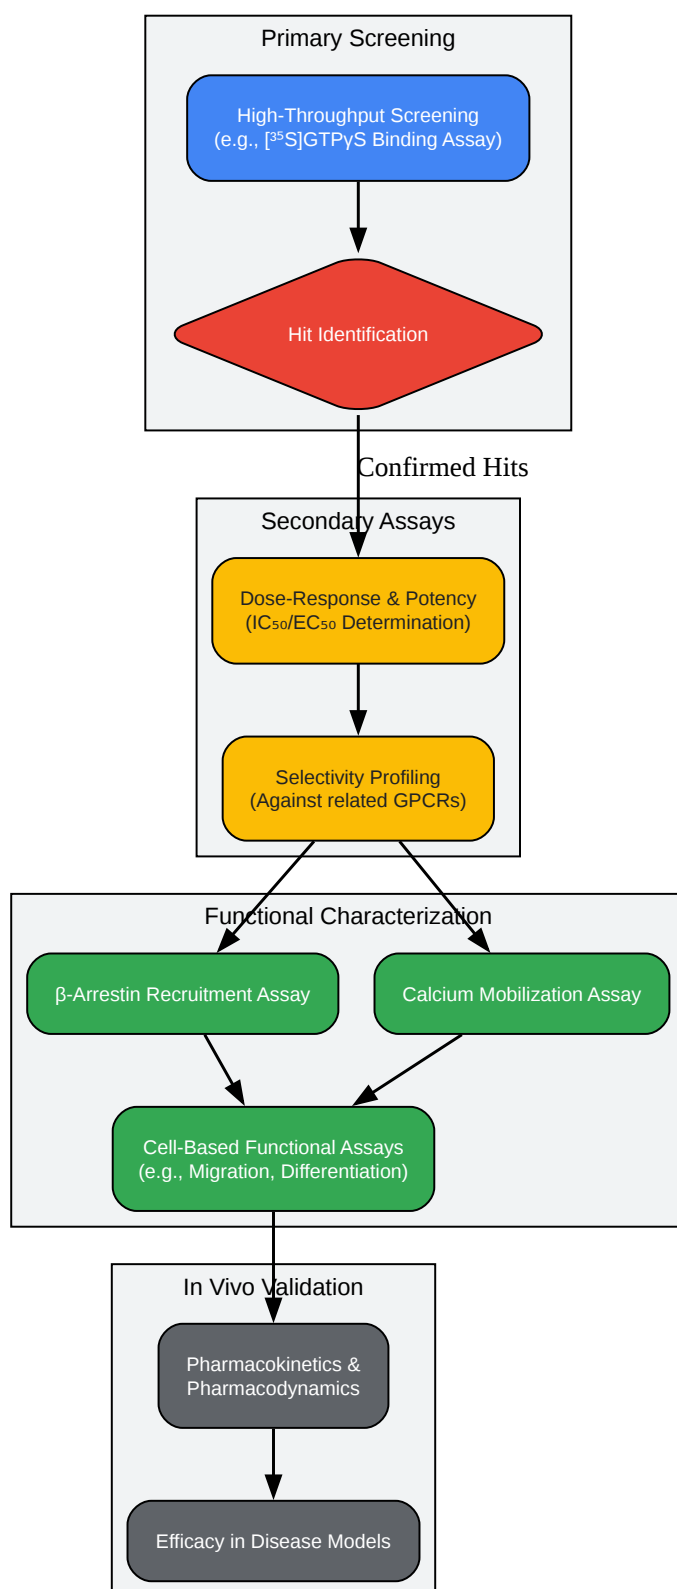 Primary Screening
High-Throughput Screening
(e.g., [³⁵S]GTPγS Binding Assay)
Hit Identification
Confirmed Hits
Secondary Assays
Dose-Response & Potency
(IC₅₀/EC₅₀ Determination)
Selectivity Profiling
(Against related GPCRs)
Functional Characterization
β-Arrestin Recruitment Assay
Calcium Mobilization Assay
Cell-Based Functional Assays
(e.g., Migration, Differentiation)
In Vivo Validation
Pharmacokinetics &
Pharmacodynamics
Efficacy in Disease Models